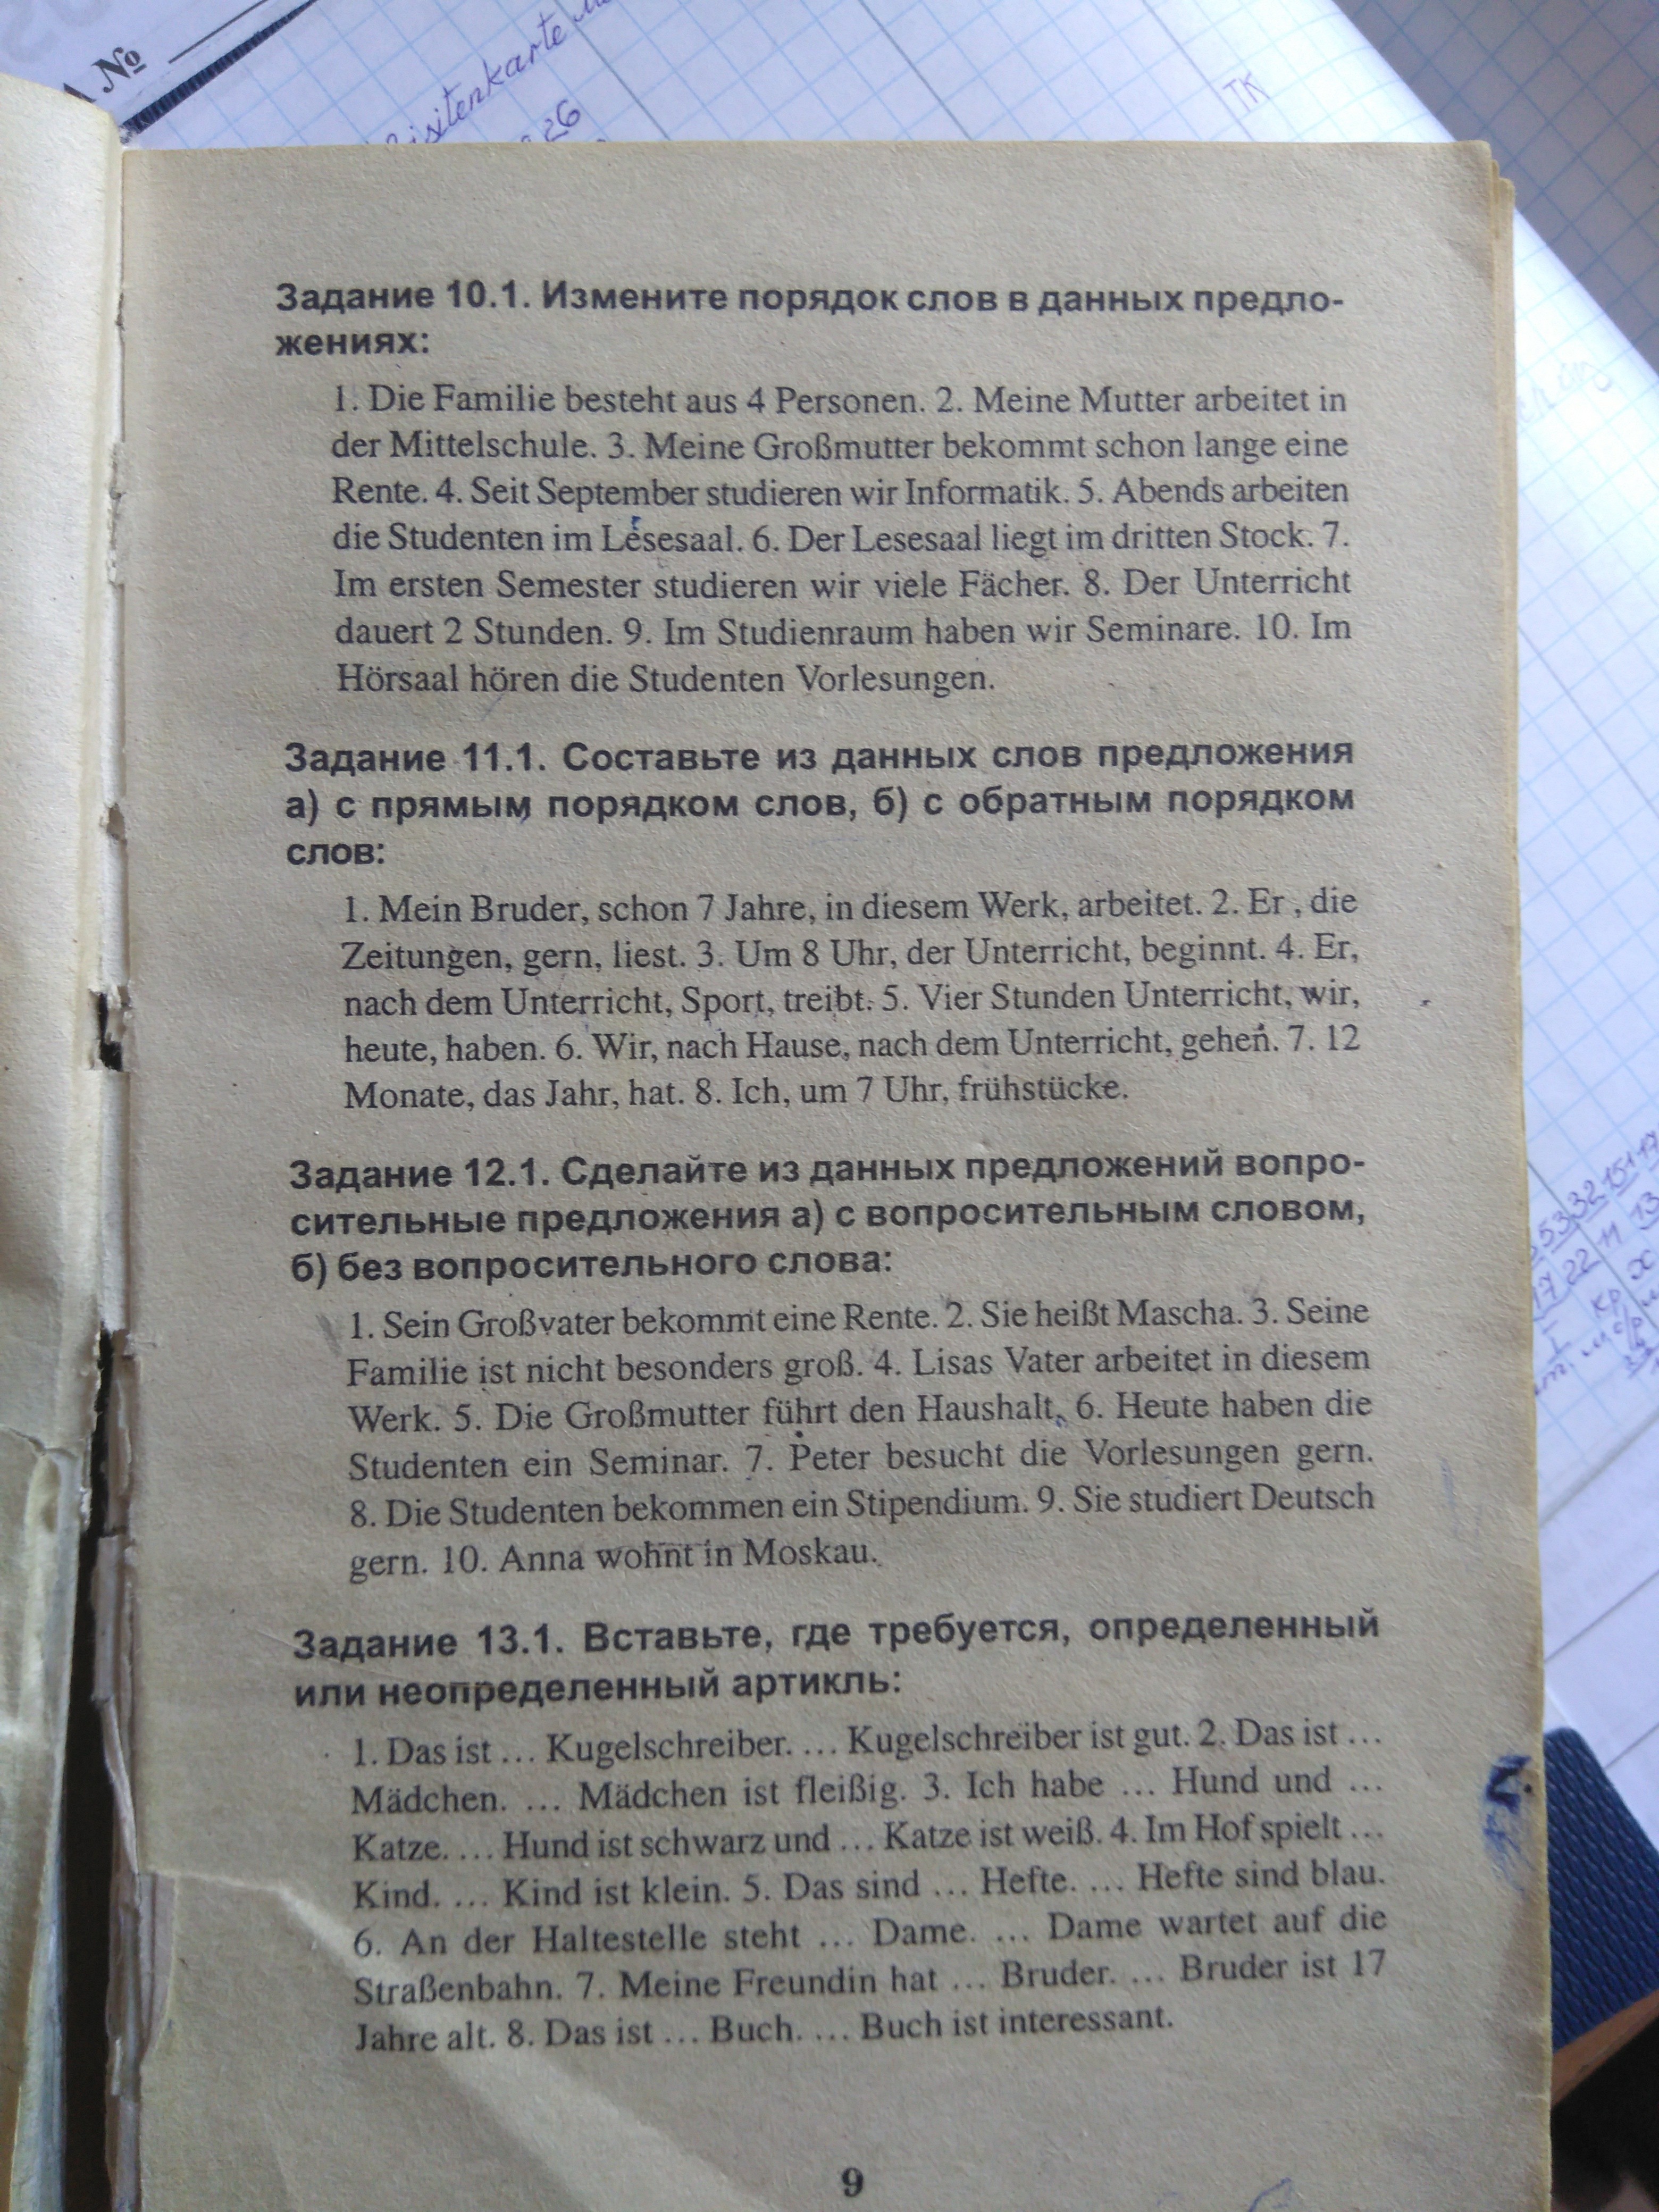 А №
isitenkarte
26
ТК
Задание 10.1. Измените порядок слов в данных предло-
жениях:
1. Die Familie besteht aus 4 Personen. 2. Meine Mutter arbeitet in
der Mittelschule. 3. Meine Großmutter bekommt schon lange eine
Rente. 4. Seit September studieren wir Informatik. 5. Abends arbeiten
die Studenten im Lesesaal. 6. Der Lesesaal liegt im dritten Stock. 7.
Im ersten Semester studieren wir viele Fächer. 8. Der Unterricht
dauert 2 Stunden. 9. Im Studienraum haben wir Seminare. 10. Im
Hörsaal hören die Studenten Vorlesungen.
Задание 11.1. Составьте из данных слов предложения
а) с прямым порядком слов, б) с обратным порядком
слов:
1. Mein Bruder, schon 7 Jahre, in diesem Werk, arbeitet. 2. Er , die
Zeitungen, gern, liest. 3. Um 8 Uhr, der Unterricht, beginnt. 4. Er,
nach dem Unterricht, Sport, treibt. 5. Vier Stunden Unterricht, wir,
heute, haben. 6. Wir, nach Hause, nach dem Unterricht, gehen. 7. 12
Monate, das Jahr, hat. 8. Ich, um 7 Uhr, frühstücke.
Задание 12.1. Сделайте из данных предложений вопро-
сительные предложения а) с вопросительным словом,
б) без вопросительного слова:
1. Sein Großvater bekommt eine Rente. 2. Sie heißt Mascha. 3. Seine
Familie ist nicht besonders groß. 4. Lisas Vater arbeitet in diesem
Werk. 5. Die Großmutter führt den Haushalt. 6. Heute haben die
Studenten ein Seminar. 7. Peter besucht die Vorlesungen gern.
8. Die Studenten bekommen ein Stipendium. 9. Sie studiert Deutsch
gern. 10. Anna wohnt in Moskau.
Задание 13.1. Вставьте, где требуется, определенный
или неопределенный артикль:
1. Das ist ... Kugelschreiber. ... Kugelschreiber ist gut. 2. Das ist ...
Mädchen. ... Mädchen ist fleißig. 3. Ich habe ... Hund und ...
Katze. ... Hund ist schwarz und ... Katze ist weiß. 4. Im Hof spielt ...
Kind. ... Kind ist klein. 5. Das sind ... Hefte. ... Hefte sind blau.
6. An der Haltestelle steht ... Dame. ... Dame wartet auf die
Straßenbahn. 7. Meine Freundin hat ... Bruder. ... Bruder ist 17
Jahre alt. 8. Das ist ... Buch. ... Buch ist interessant.
9